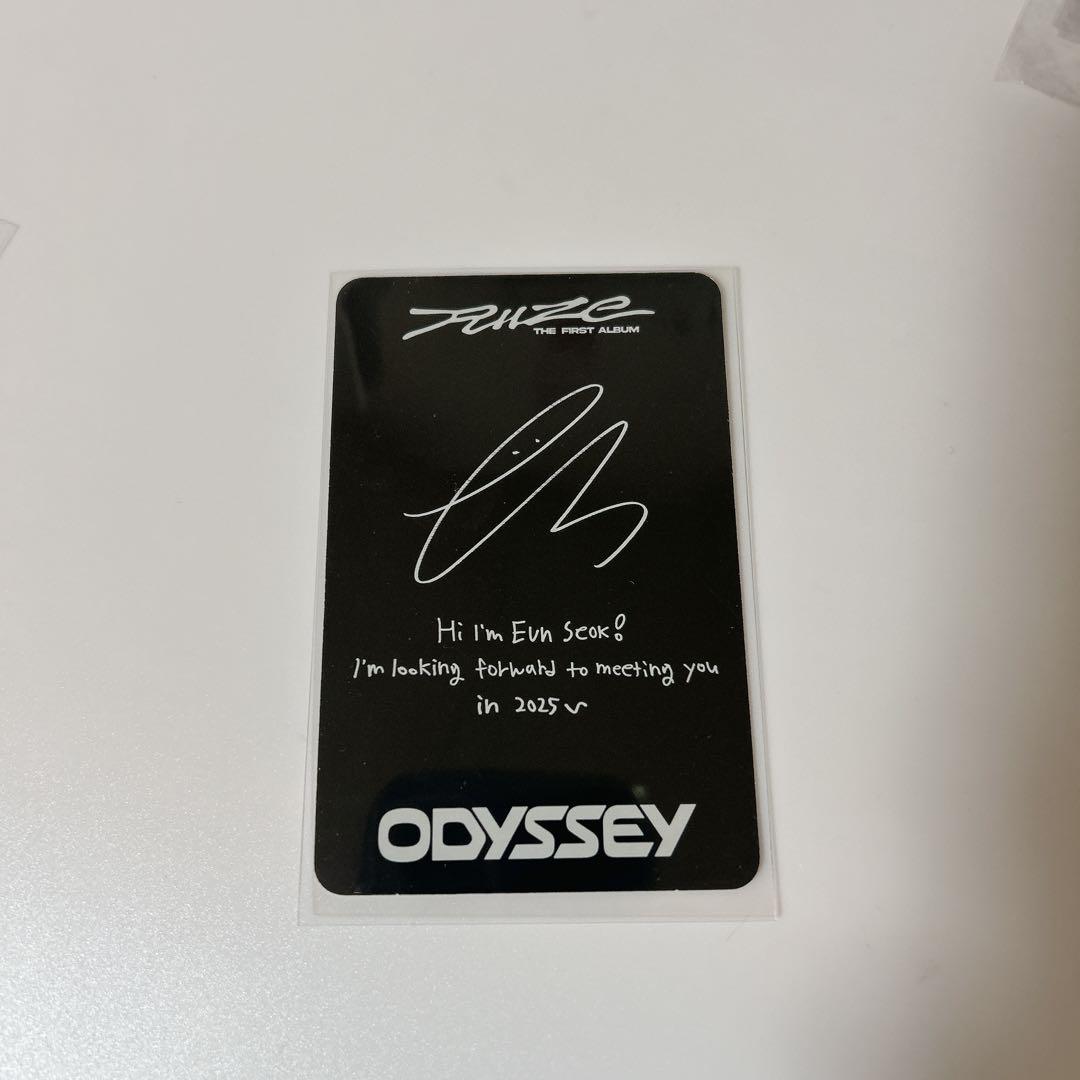 RIIZE
THE FIRST ALBUM
Hi I'm Eun Seok!
I'm looking forward to meeting you
in 2025
ODYSSEY